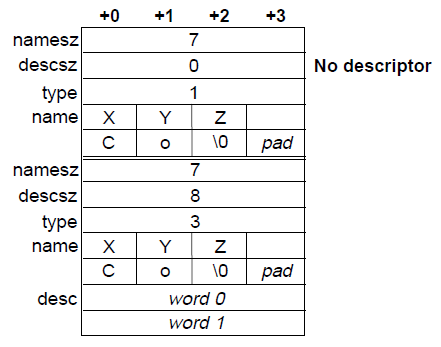 +0 +1 +2 +3
namesz 7
descsz 0 No descriptor
type 1
name X Y Z
C o \0 pad
namesz 7
descsz 8
type 3
name X Y Z
C o \0 pad
desc word 0
word 1